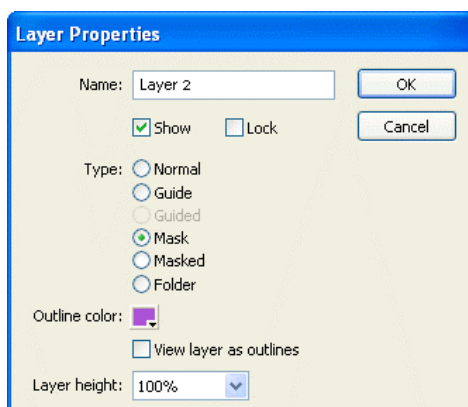 Layer Properties
Name: Layer 2
OK
Show
Lock
Cancel
Type: Normal
Guide
Guided
Mask
Masked
Folder
Outline color:
View layer as outlines
Layer height: 100%